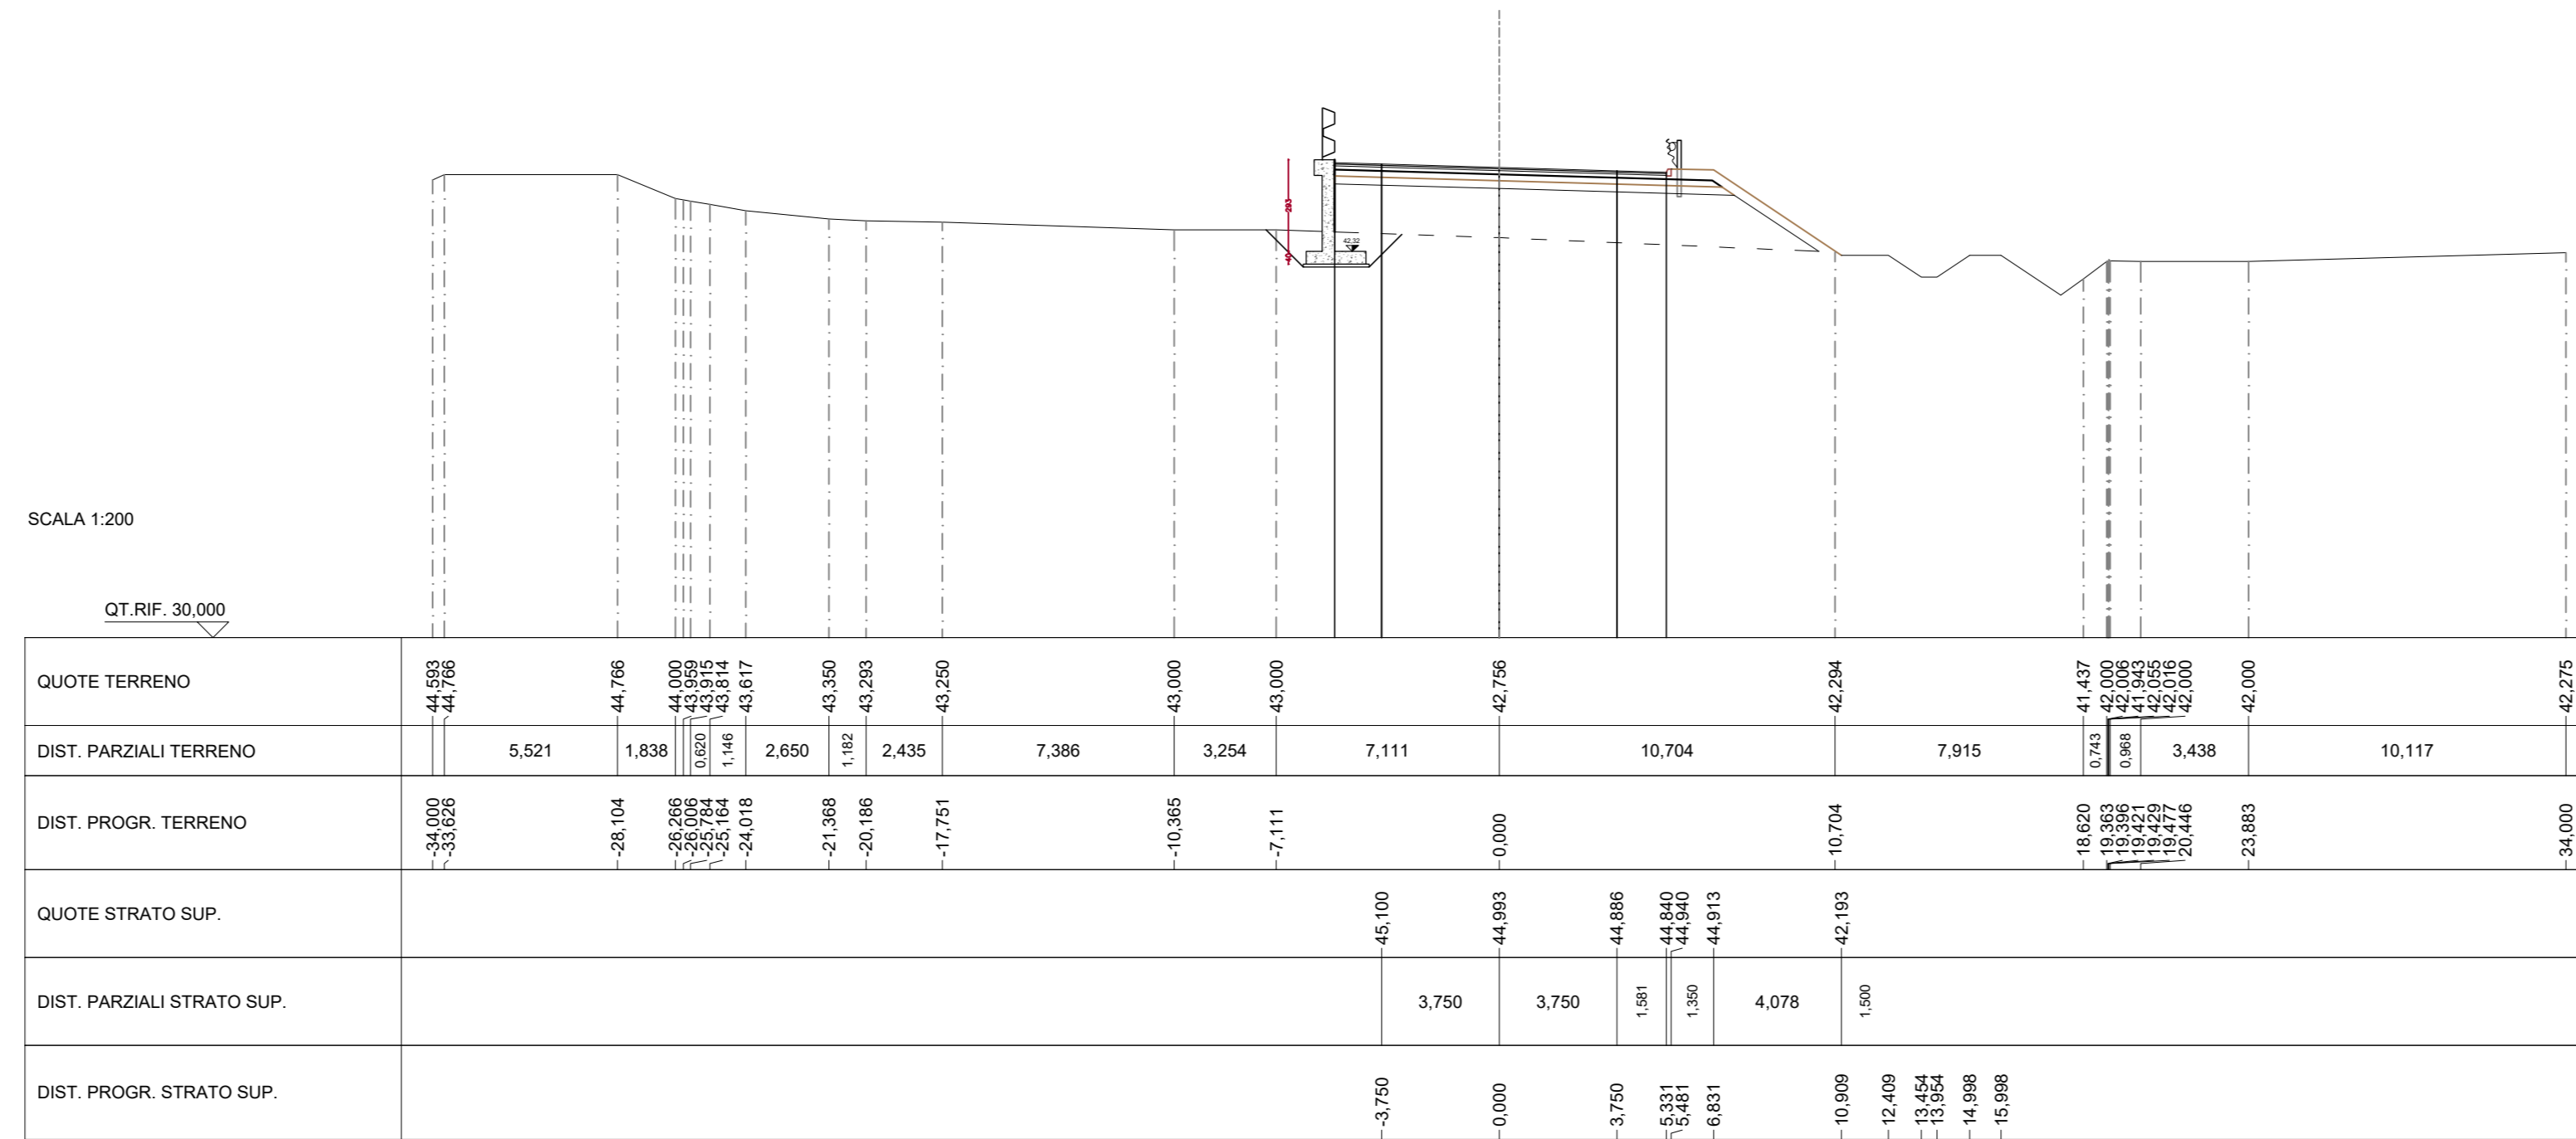 293
42,32
40
SCALA 1:200
QT.RIF. 30,000
QUOTE TERRENO 44,593 44,766 44,766 44,000 43,959 43,915 43,814 43,617 43,350 43,293 43,250 43,000 43,000 42,756 42,294 41,437 42,000 42,006 41,943 42,055 42,016 42,000 42,000 42,275
DIST. PARZIALI TERRENO 5,521 1,838 0,620 1,146 2,650 1,182 2,435 7,386 3,254 7,111 10,704 7,915 0,743 0,968 3,438 10,117
DIST. PROGR. TERRENO -34,000 -33,626 -28,104 -26,266 -26,006 -25,784 -25,164 -24,018 -21,368 -20,186 -17,751 -10,365 -7,111 0,000 10,704 18,620 19,363 19,396 19,421 19,429 19,477 20,446 23,883 34,000
QUOTE STRATO SUP. 45,100 44,993 44,886 44,840 44,940 44,913 42,193
DIST. PARZIALI STRATO SUP. 3,750 3,750 1,581 1,350 4,078 1,500
DIST. PROGR. STRATO SUP. -3,750 0,000 3,750 5,331 5,481 6,831 10,909 12,409 13,454 13,954 14,998 15,998